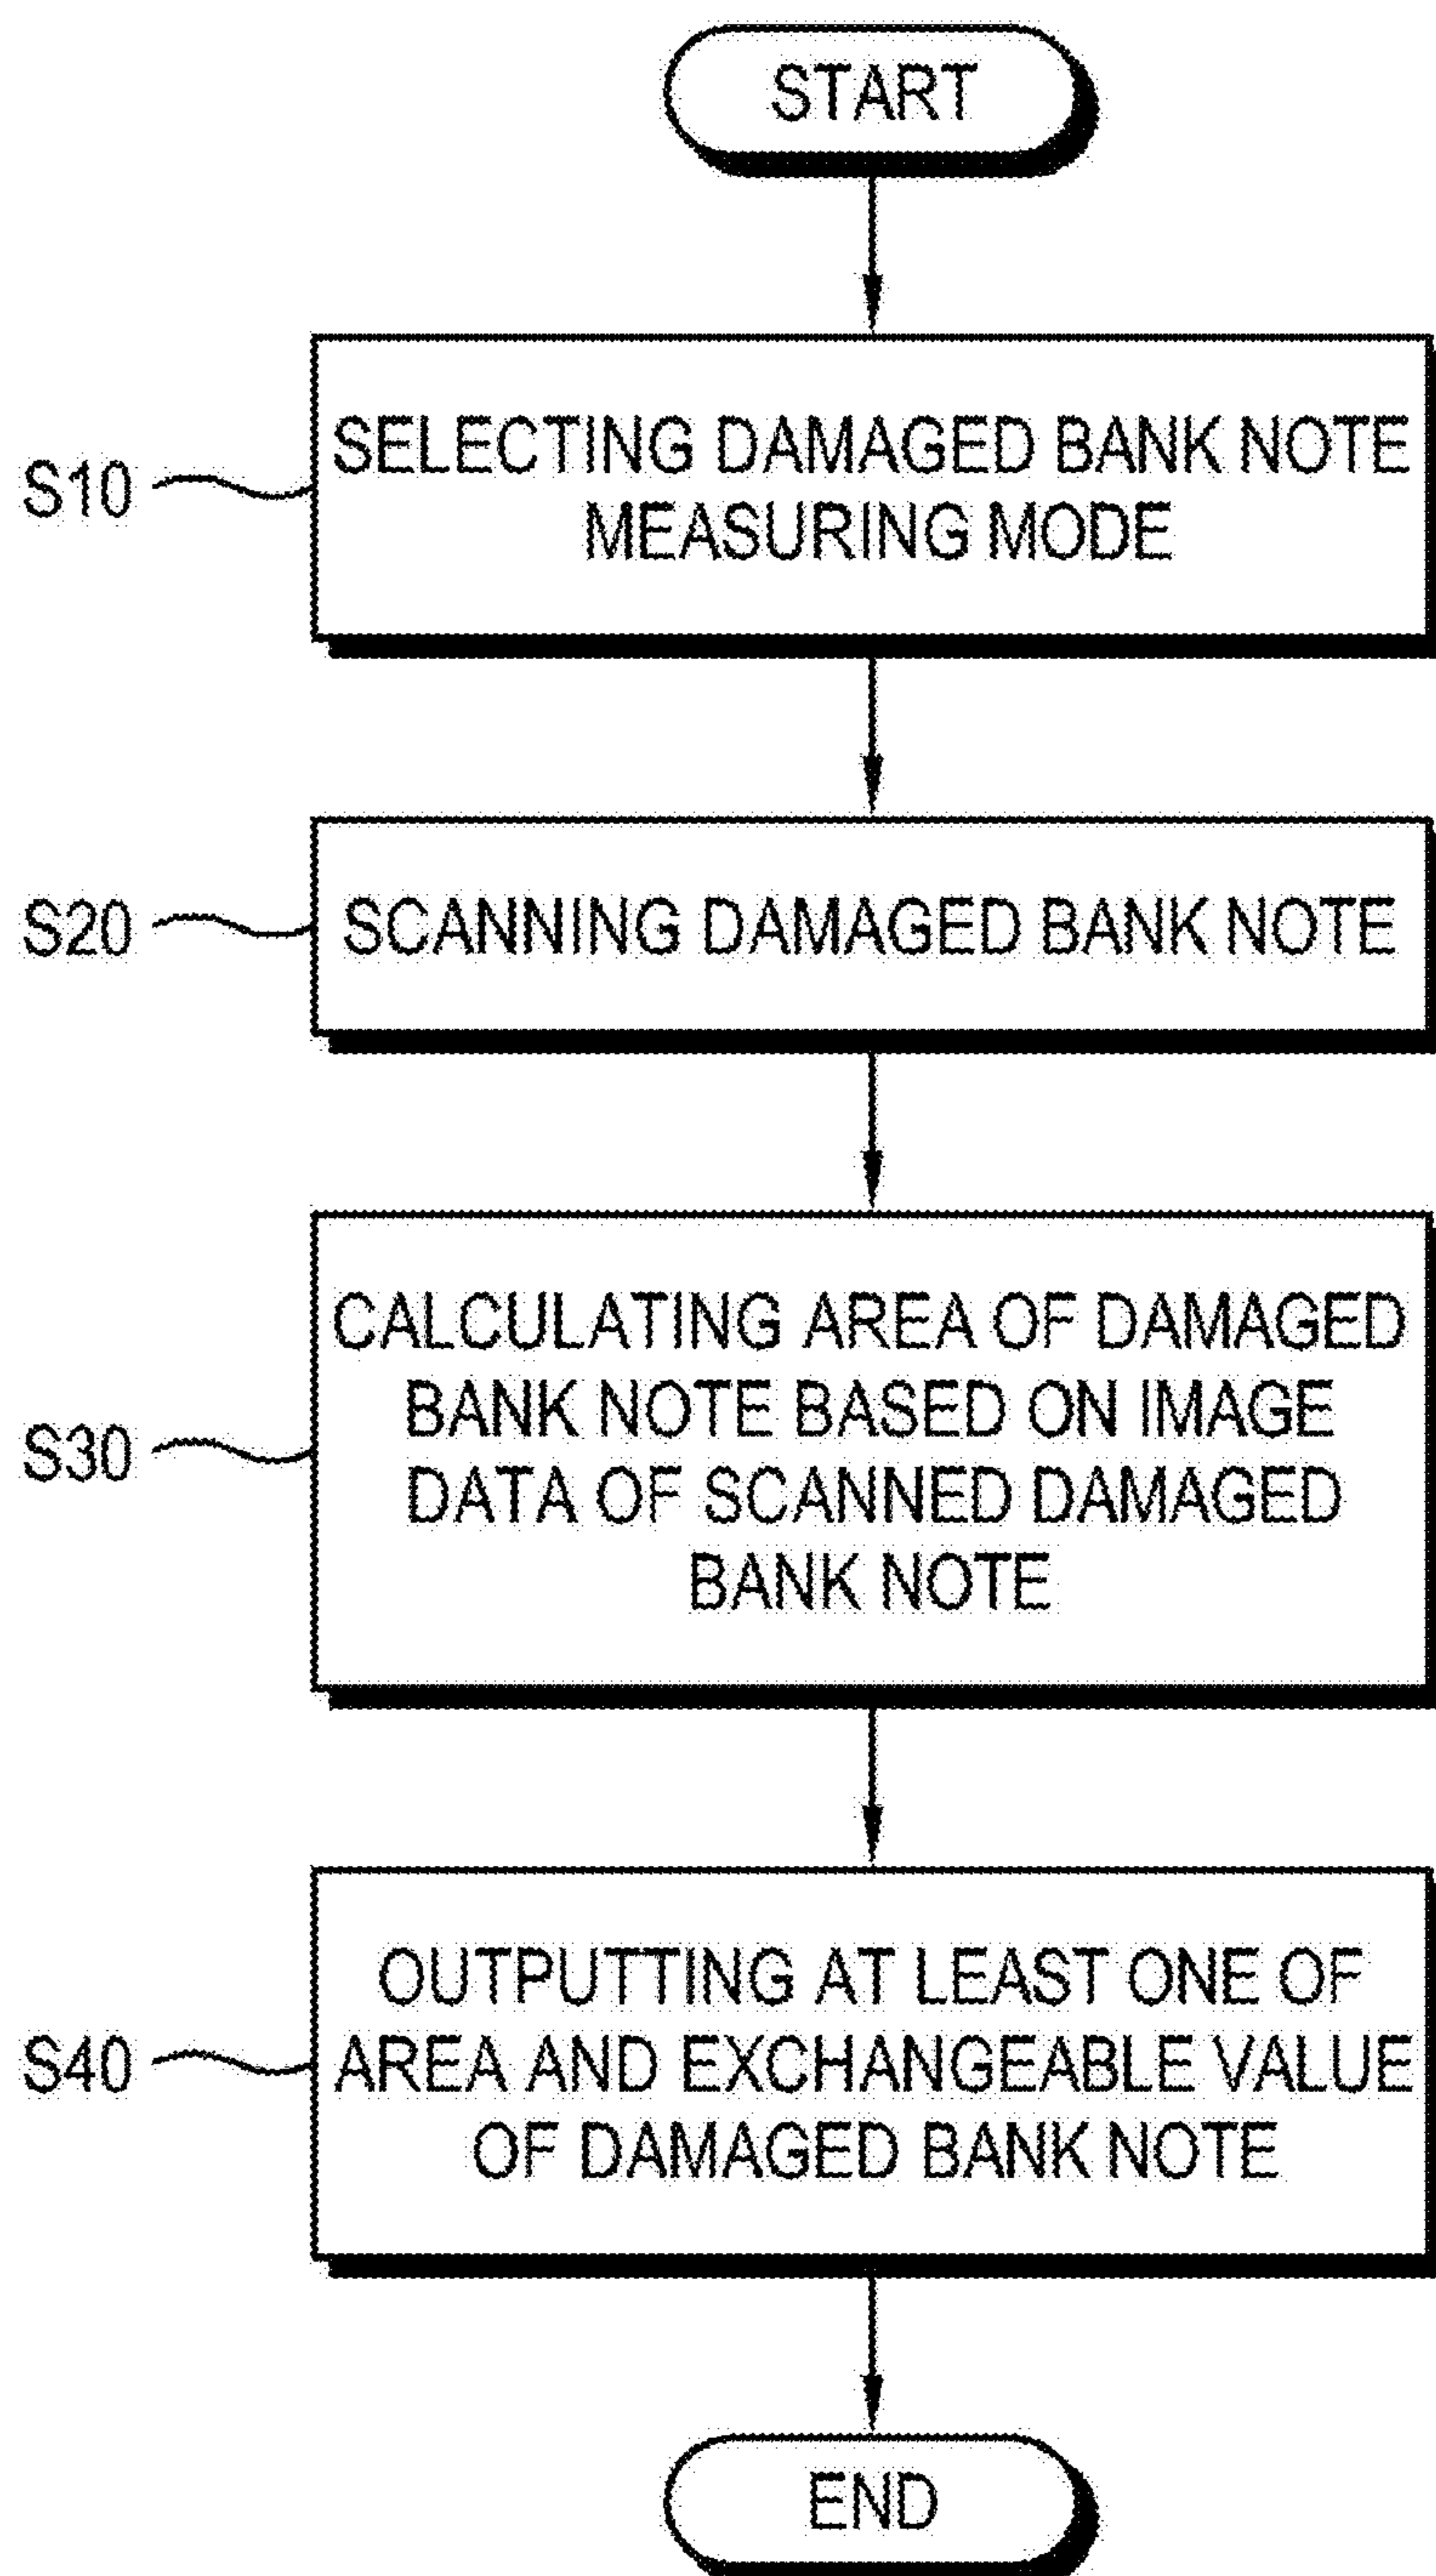 START
S10
SELECTING DAMAGED BANK NOTE
MEASURING MODE
S20
SCANNING DAMAGED BANK NOTE
S30
CALCULATING AREA OF DAMAGED
BANK NOTE BASED ON IMAGE
DATA OF SCANNED DAMAGED
BANK NOTE
S40
OUTPUTTING AT LEAST ONE OF
AREA AND EXCHANGEABLE VALUE
OF DAMAGED BANK NOTE
END